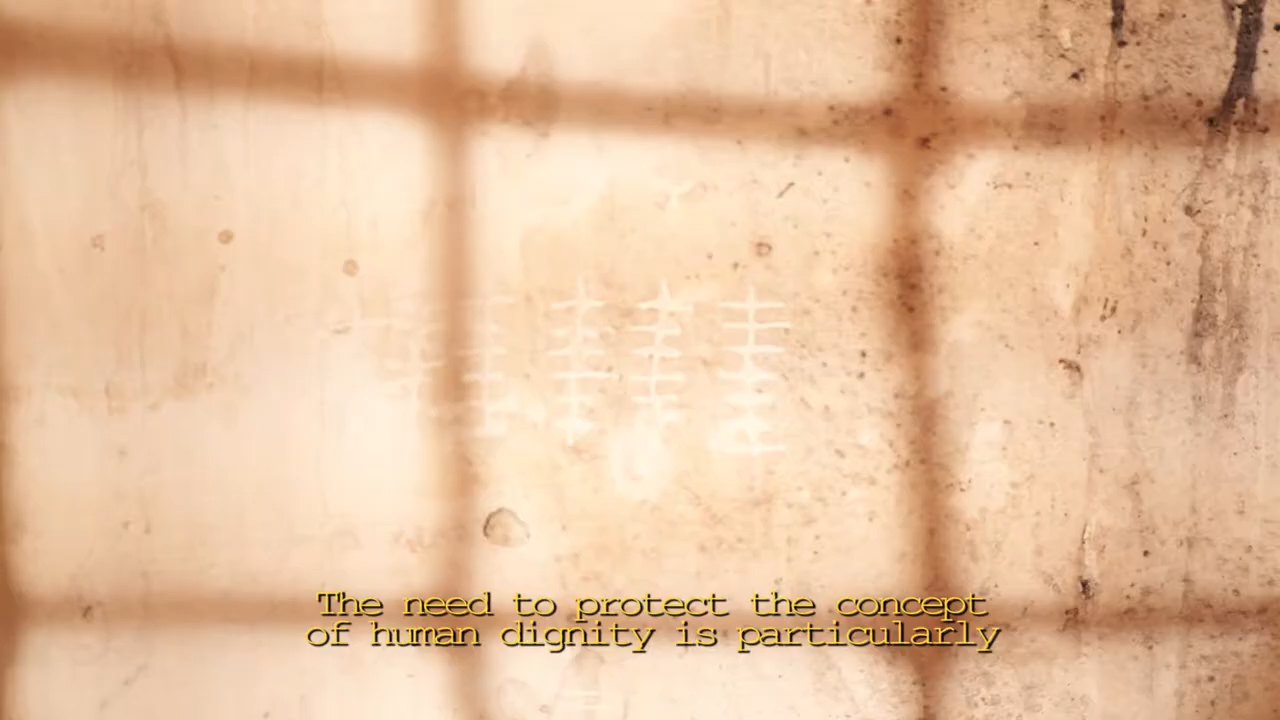 The need to protect the concept
of human dignity is particularly